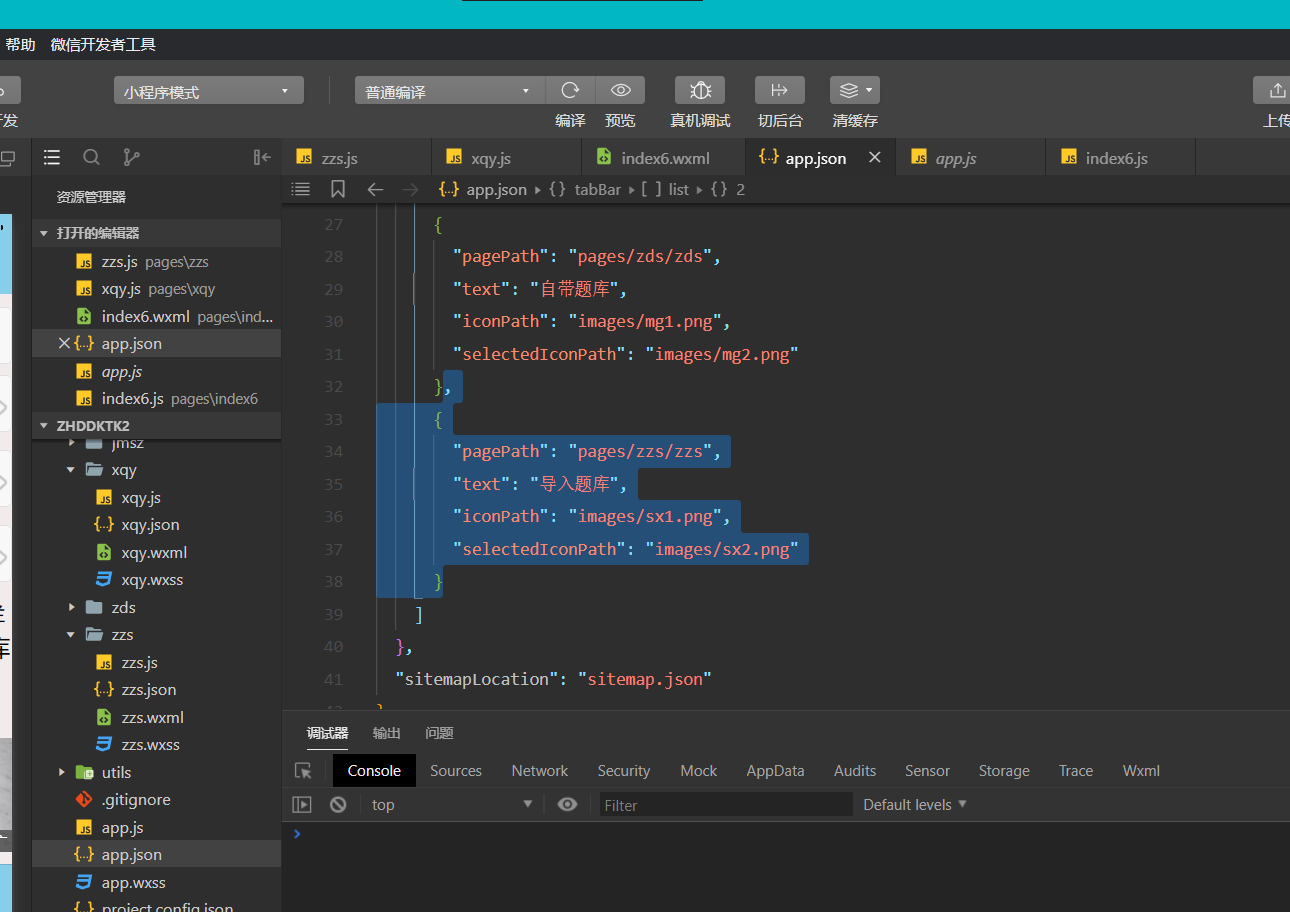 帮助 微信开发者工具
小程序模式 普通编译
编译 预览 真机调试 切后台 清缓存 上传
zzs.js xqy.js index6.wxml app.json app.js index6.js
资源管理器
app.json {} tabBar [ ] list {} 2
打开的编辑器
zzs.js pages\zzs
xqy.js pages\xqy
index6.wxml pages\ind...
app.json
app.js
index6.js pages\index6
ZHDDKTK2
jmsz
xqy
xqy.js
xqy.json
xqy.wxml
xqy.wxss
zds
zzs
zzs.js
zzs.json
zzs.wxml
zzs.wxss
utils
.gitignore
app.js
app.json
app.wxss
project.config.json
27 {
28 "pagePath": "pages/zds/zds",
29 "text": "自带题库",
30 "iconPath": "images/mg1.png",
31 "selectedIconPath": "images/mg2.png"
32 },
33 {
34 "pagePath": "pages/zzs/zzs",
35 "text": "导入题库",
36 "iconPath": "images/sx1.png",
37 "selectedIconPath": "images/sx2.png"
38 }
39 ]
40 },
41 "sitemapLocation": "sitemap.json"
调试器 输出 问题
Console Sources Network Security Mock AppData Audits Sensor Storage Trace Wxml
top Filter Default levels